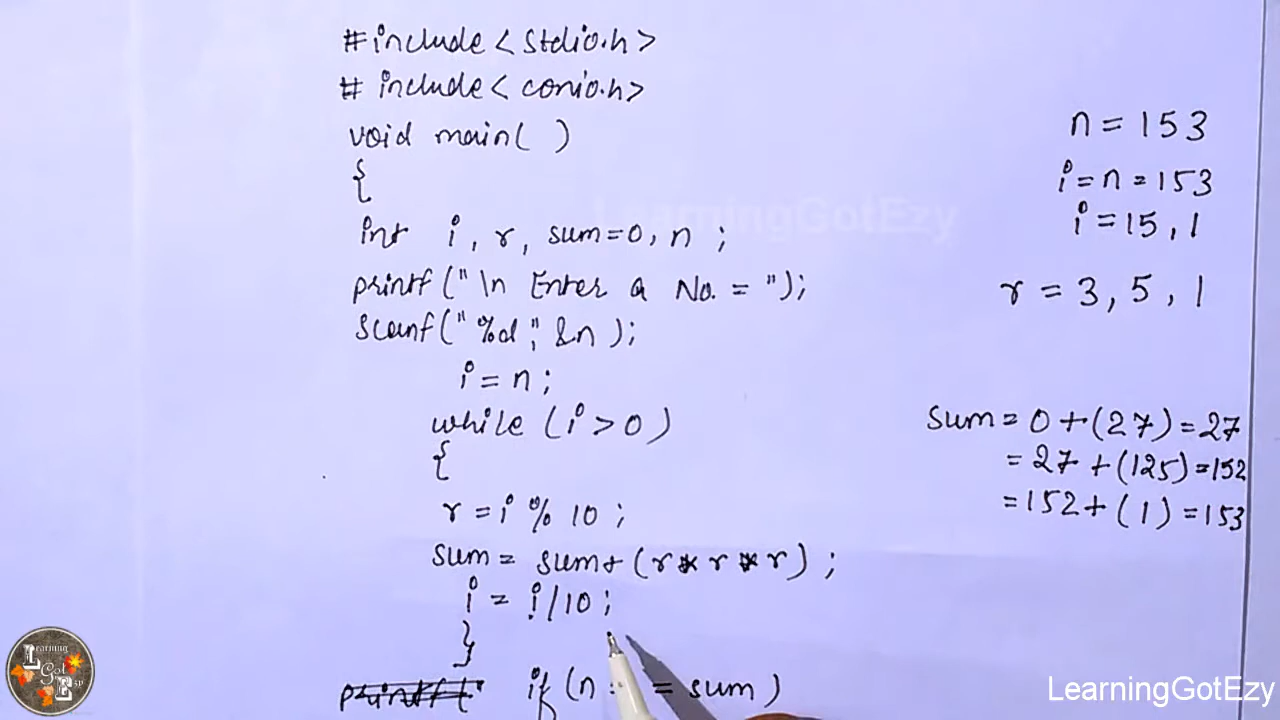 #include < stdio.h >
# include < conio.h >
void main( )
{
int i, r, sum=0, n ;
printf (" \n Enter a No. = ");
scanf (" %d", &n );
i = n ;
while ( i > 0 )
{
r = i % 10 ;
sum = sum+ (r * r * r) ;
i = i/10 ;
}
if (n = sum )
n = 153
i = n = 153
i = 15, 1
r = 3, 5, 1
sum = 0 + (27) = 27
= 27 + (125) = 152
= 152 + (1) = 153
LearningGotEzy
Learning
Got
LearningGotEzy